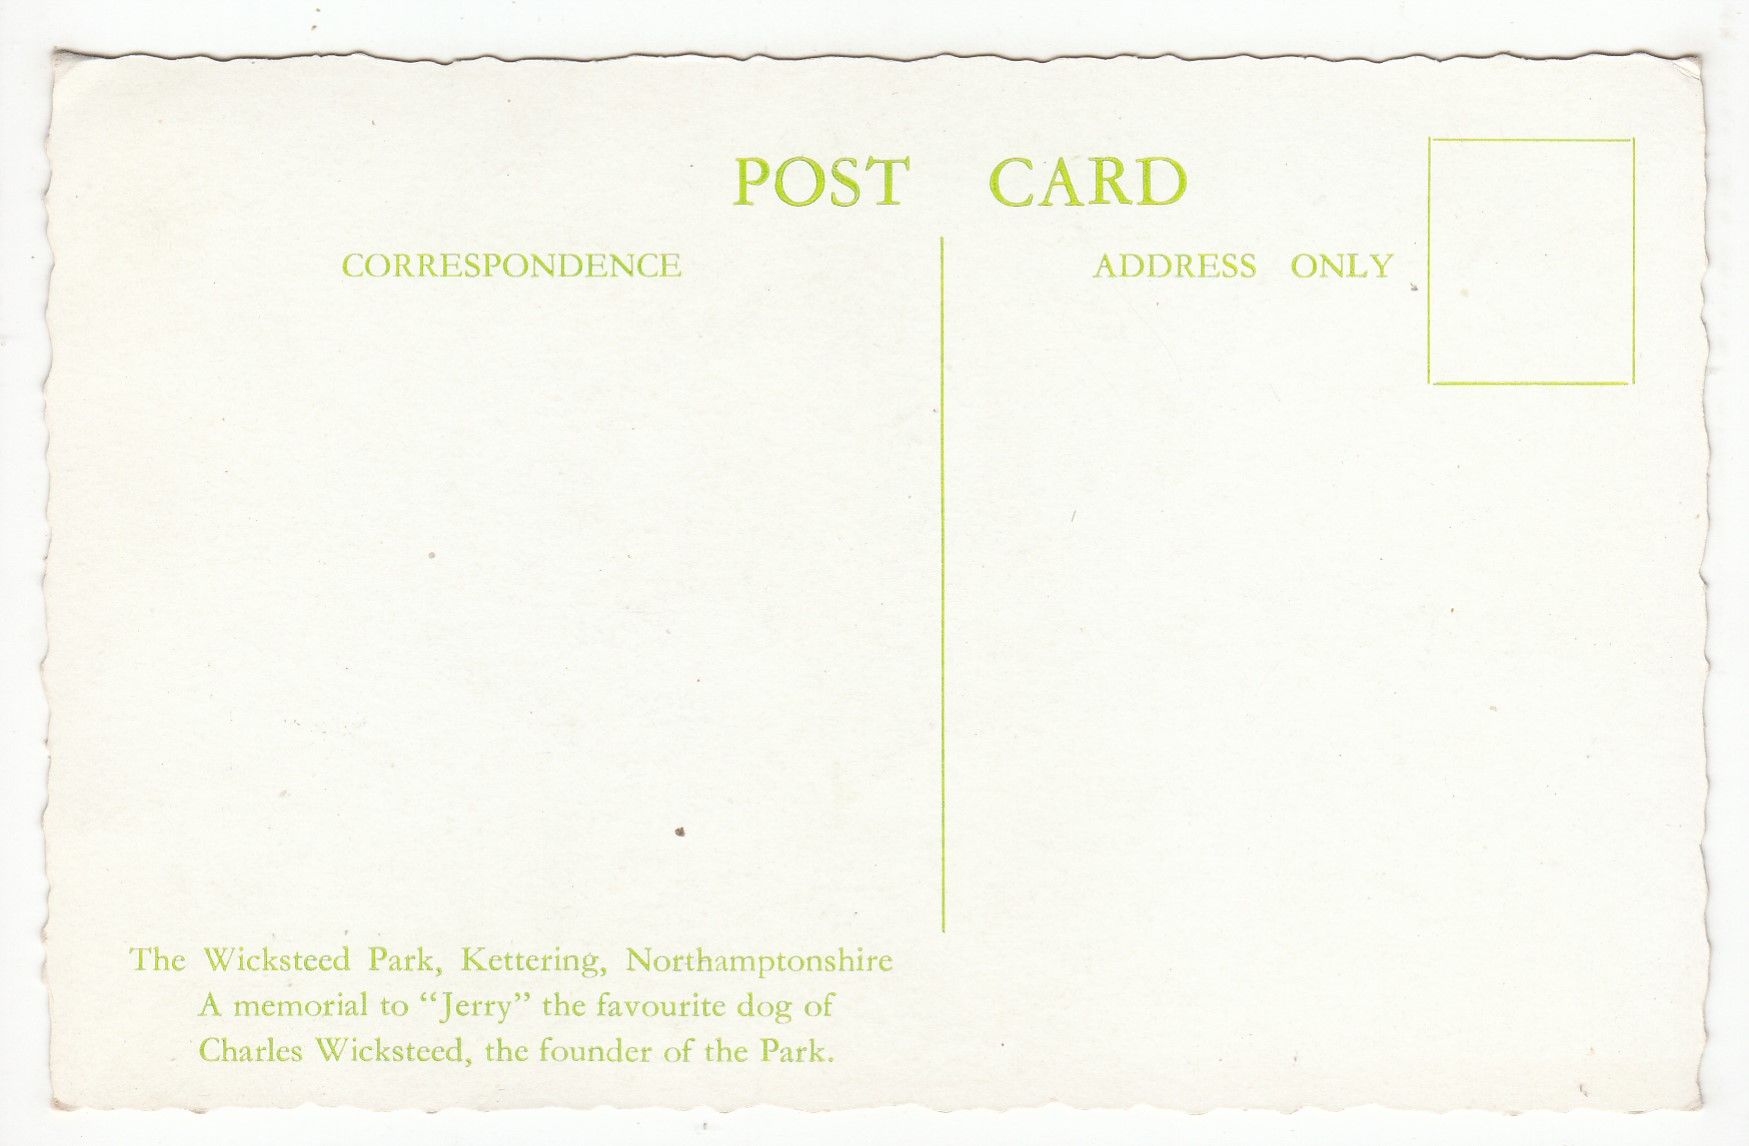 POST CARD
CORRESPONDENCE
ADDRESS ONLY
The Wicksteed Park, Kettering, Northamptonshire
A memorial to "Jerry" the favourite dog of
Charles Wicksteed, the founder of the Park.